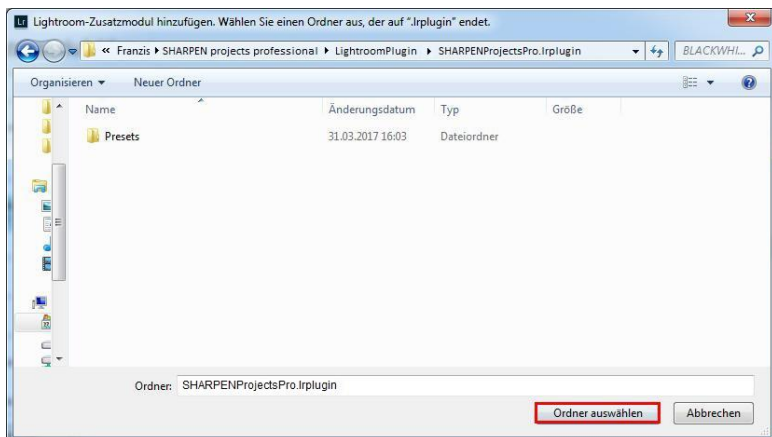 Lr Lightroom-Zusatzmodul hinzufügen. Wählen Sie einen Ordner aus, der auf ".lrplugin" endet.
« Franzis ▸ SHARPEN projects professional ▸ LightroomPlugin ▸ SHARPENProjectsPro.lrplugin BLACKWHI...
Organisieren Neuer Ordner
Name Änderungsdatum Typ Größe
Presets 31.03.2017 16:03 Dateiordner
Ordner: SHARPENProjectsPro.lrplugin
Ordner auswählen Abbrechen